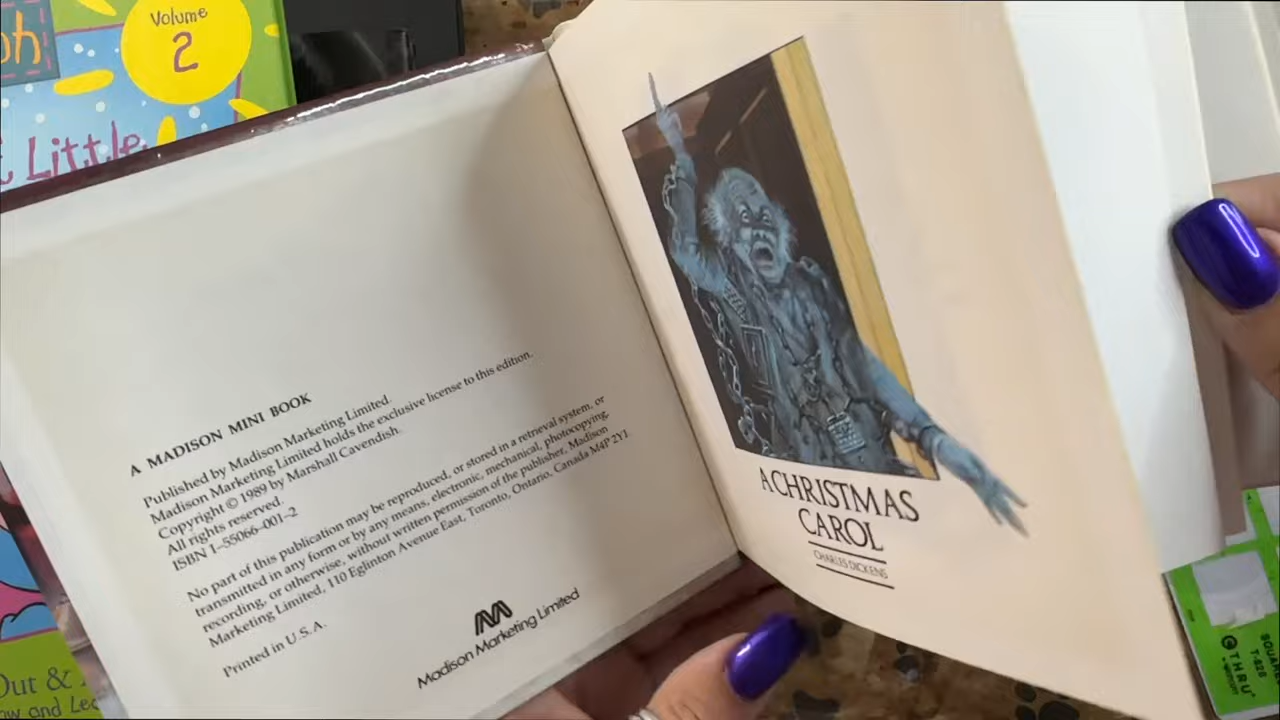 Volume
2
Little
A MADISON MINI BOOK
Published by Madison Marketing Limited.
Madison Marketing Limited holds the exclusive license to this edition.
Copyright © 1989 by Marshall Cavendish.
All rights reserved.
ISBN 1-55066-001-2
No part of this publication may be reproduced, or stored in a retrieval system, or
transmitted in any form or by any means, electronic, mechanical, photocopying,
recording, or otherwise, without written permission of the publisher, Madison
Marketing Limited, 110 Eglinton Avenue East, Toronto, Ontario, Canada M4P 2Y1.
Printed in U.S.A.
Madison Marketing Limited
A CHRISTMAS
CAROL
CHARLES DICKENS
Out &
THRU
T-828